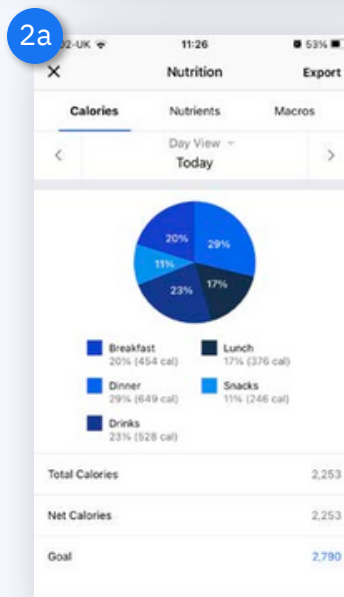 2a
02-UK 11:26 53%
× Nutrition Export
Calories Nutrients Macros
Day View
< Today >
20% 29%
11%
23% 17%
Breakfast Lunch
20% (454 cal) 17% (376 cal)
Dinner Snacks
29% (649 cal) 11% (246 cal)
Drinks
23% (528 cal)
Total Calories 2,253
Net Calories 2,253
Goal 2,790